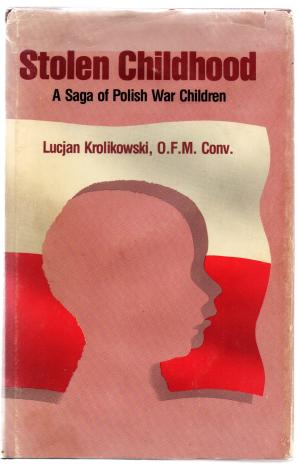 Stolen Childhood
A Saga of Polish War Children
Lucjan Krolikowski, O.F.M. Conv.